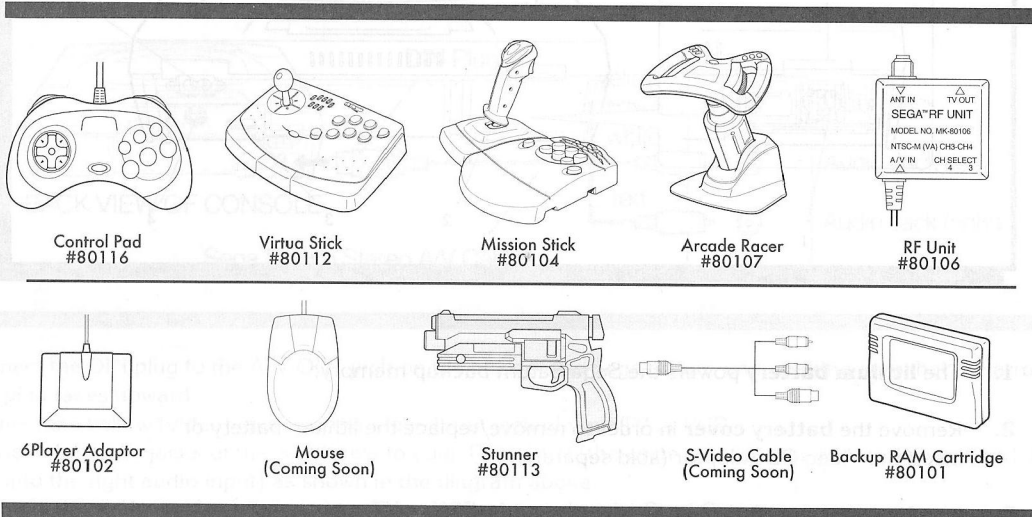 ANT IN
TV OUT
SEGA™ RF UNIT
MODEL NO. MK-80106
NTSC-M (VA) CH3-CH4
A/V IN
CH SELECT
4 3
Control Pad
#80116
Virtua Stick
#80112
Mission Stick
#80104
Arcade Racer
#80107
RF Unit
#80106
6Player Adaptor
#80102
Mouse
(Coming Soon)
Stunner
#80113
S-Video Cable
(Coming Soon)
Backup RAM Cartridge
#80101